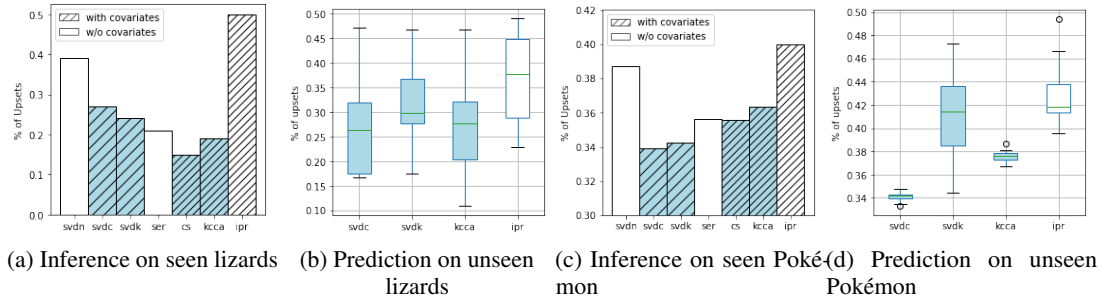 with covariates
w/o covariates
% of Upsets
0.5
0.4
0.3
0.2
0.1
0.0
svdn svdc svdk ser cs kcca ipr
(a) Inference on seen lizards
% of upsets
0.50
0.45
0.40
0.35
0.30
0.25
0.20
0.15
0.10
svdc svdk kcca ipr
(b) Prediction on unseen
lizards
with covariates
w/o covariates
% of Upsets
0.42
0.40
0.38
0.36
0.34
0.32
0.30
svdn svdc svdk ser cs kcca ipr
(c) Inference on seen Poké-
mon
% of upsets
0.50
0.48
0.46
0.44
0.42
0.40
0.38
0.36
0.34
svdc svdk kcca ipr
(d) Prediction on unseen
Pokémon